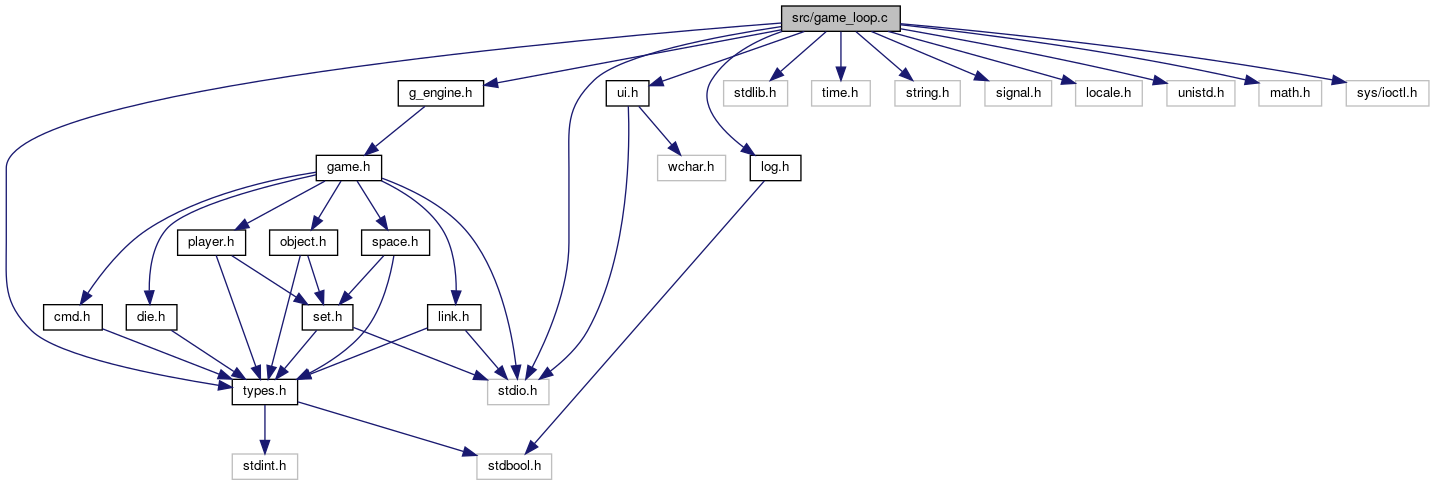 src/game_loop.c
g_engine.h
ui.h
stdlib.h
time.h
string.h
signal.h
locale.h
unistd.h
math.h
sys/ioctl.h
game.h
wchar.h
log.h
player.h
object.h
space.h
cmd.h
die.h
set.h
link.h
types.h
stdio.h
stdint.h
stdbool.h